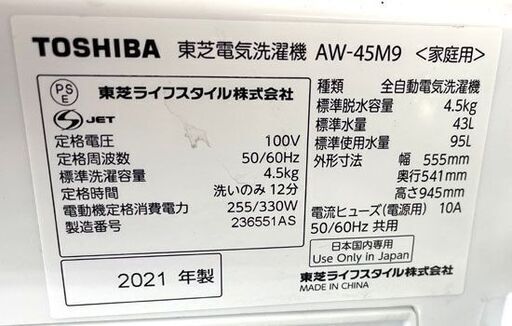 TOSHIBA 東芝電気洗濯機 AW-45M9 <家庭用>
PS
E
東芝ライフスタイル株式会社
S JET
定格電圧 100V
定格周波数 50/60Hz
標準洗濯容量 4.5kg
定格時間 洗いのみ 12分
電動機定格消費電力 255/330W
製造番号 236551AS
2021 年製
種類 全自動電気洗濯機
標準脱水容量 4.5kg
標準水量 43L
標準使用水量 95L
外形寸法 幅 555mm
奥行541mm
高さ945mm
電流ヒューズ(電源用) 10A
50/60Hz 共用
日本国内専用
Use Only in Japan
東芝ライフスタイル株式会社
MADE IN CHINA